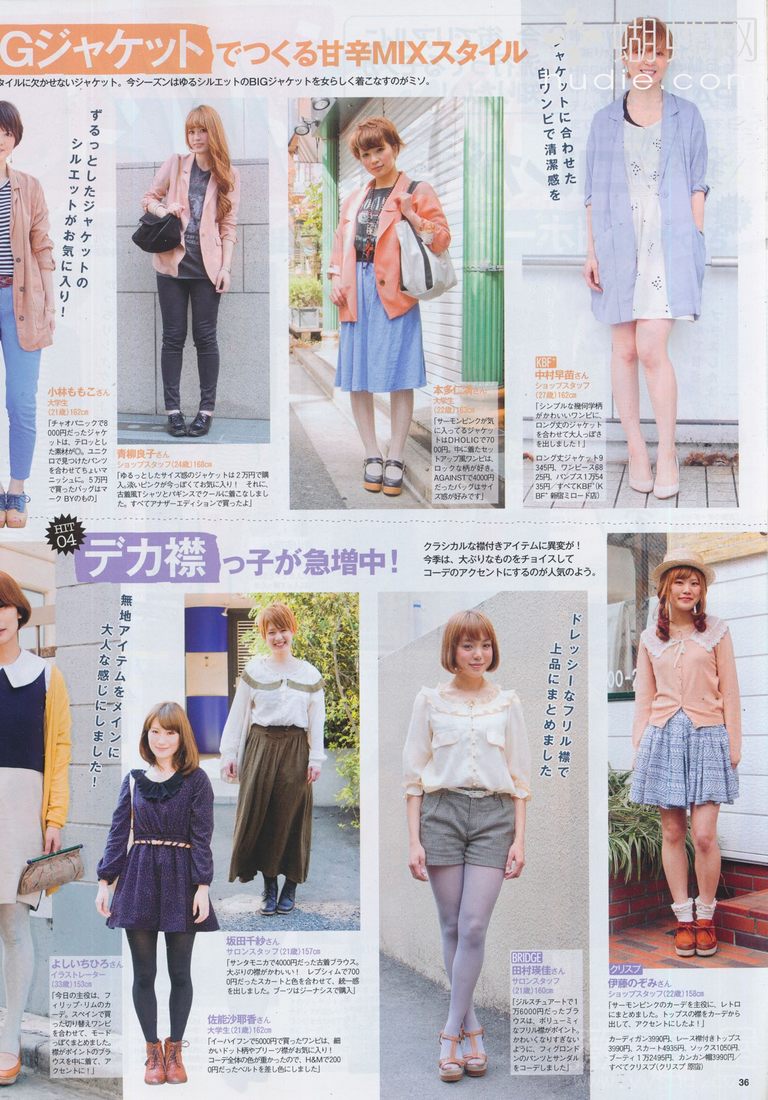 Gジャケットでつくる甘辛MIXスタイル
タイルに欠かせないジャケット。今シーズンはゆるシルエットのBIGジャケットを女らしく着こなすのがミソ。
ずるっとしたジャケットの
シルエットがお気に入り!
ジャケットに合わせた
白ワンピで清潔感を
小林ももこさん
大学生
(21歳)162cm
「チャオパニックで8
000円だったジャケ
ットは、テロッとし
た素材が◎。ユニク
ロで見つけたパンツ
を合わせてちょいマ
ニッシュに。5万円
で買ったバッグはマ
ーク BYのもの」
青柳良子さん
ショップスタッフ(24歳)168cm
「ゆるっとしたサイズ感のジャケットは2万円で購
入。淡いピンクが今っぽくてお気に入り! それに、
古着風Tシャツとパギンスでクールに着こなしました。
すべてアナザーエディションで買ったよ」
大学生
(22歳)163cm
「サーモンピンクが気
に入ってるジャケッ
トはDHOLICで70
00円。中に着たセッ
トアップ風ワンピは、
ロックな柄が好き。
AGAINSTで4000円
だったバッグはサイ
ズ感が好みです」
KBF+
中村早苗さん
ショップスタッフ
(27歳)162cm
「シンプルな幾何学柄
がかわいいワンピに、
ロング丈のジャケット
を合わせて大人っぽさ
を出しました!」
ロング丈ジャケット9
345円、ワンピース68
25円、パンプス1万54
35円/すべてKBF+(K
BF+ 新宿ミロード店)
HIT
04
デカ襟っ子が急増中!
クラシカルな襟付きアイテムに異変が!
今季は、大ぶりなものをチョイスして
コーデのアクセントにするのが人気のよう。
無地アイテムをメインに
大人な感じにしました!
ドレッシーなフリル襟で
上品にまとめました
よしいちひろさん
イラストレーター
(33歳)153cm
「今日の主役は、フ
ィリップ・リムのカ
ーデ。スペインで買
った切り替えワンピ
を合わせて、モード
っぽくまとめました。
襟がポイントのブラ
ウスを中に着て、ア
クセントに!」
坂田千紗さん
サロンスタッフ(21歳)157cm
「サンタモニカで4000円だった古着ブラウス。
大ぶりの襟がかわいい! レプシィムで700
0円だったスカートと色を合わせて、統一感
を出しました。ブーツはジーナシスで購入」
佐能沙耶香さん
大学生(21歳)162cm
「イーハイフンで5000円で買ったワンピは、細
かいドット柄やプリーツ襟がお気に入り!
コーデ全体の色が重かったので、H&Mで200
0円だったベルトを差し色にしました」
BRIDGE
田村瑛佳さん
サロンスタッフ
(21歳)160cm
「ジルスチュアートで1
万6000円だったブラ
ウスは、ボリューミィ
なフリル襟がポイント。
かわいくなりすぎない
ように、フィグロンド
ンのパンツとサンダル
をコーデしました」
クリスプ
伊藤のぞみさん
ショップスタッフ(22歳)158cm
「サーモンピンクのカーデを主役に、レトロ
にまとめました。トップスの襟をカーデから
出して、アクセントにしたよ!」
カーディガン3990円、レース襟付きトップス
3990円、スカート4935円、ソックス1050円、
ブーティ1万2495円、カンカン帽3990円/
すべてクリスプ(クリスプ 原宿)
36